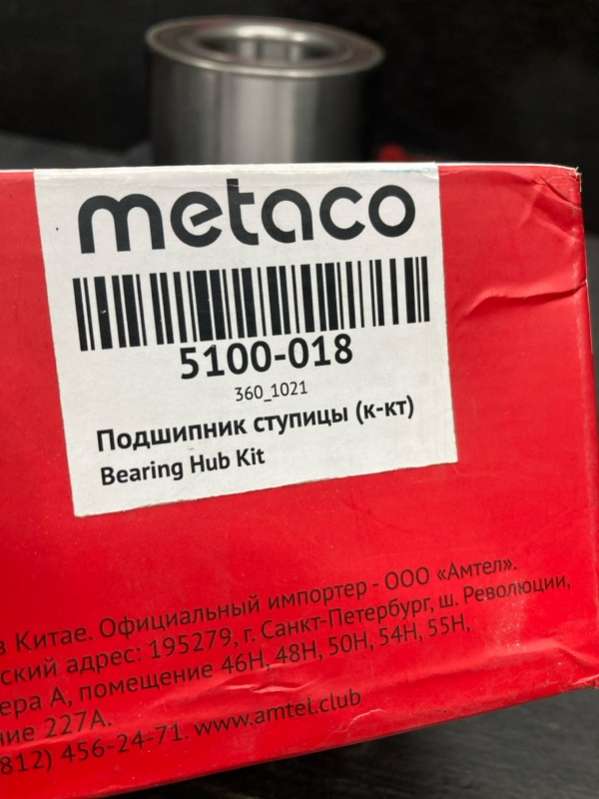 metaco
5100-018
360_1021
Подшипник ступицы (к-кт)
Bearing Hub Kit
в Китае. Официальный импортер - ООО «Амтел».
ский адрес: 195279, г. Санкт-Петербург, ш. Революции,
ера А, помещение 46Н, 48Н, 50Н, 54Н, 55Н,
ние 227А.
812) 456-24-71. www.amtel.club